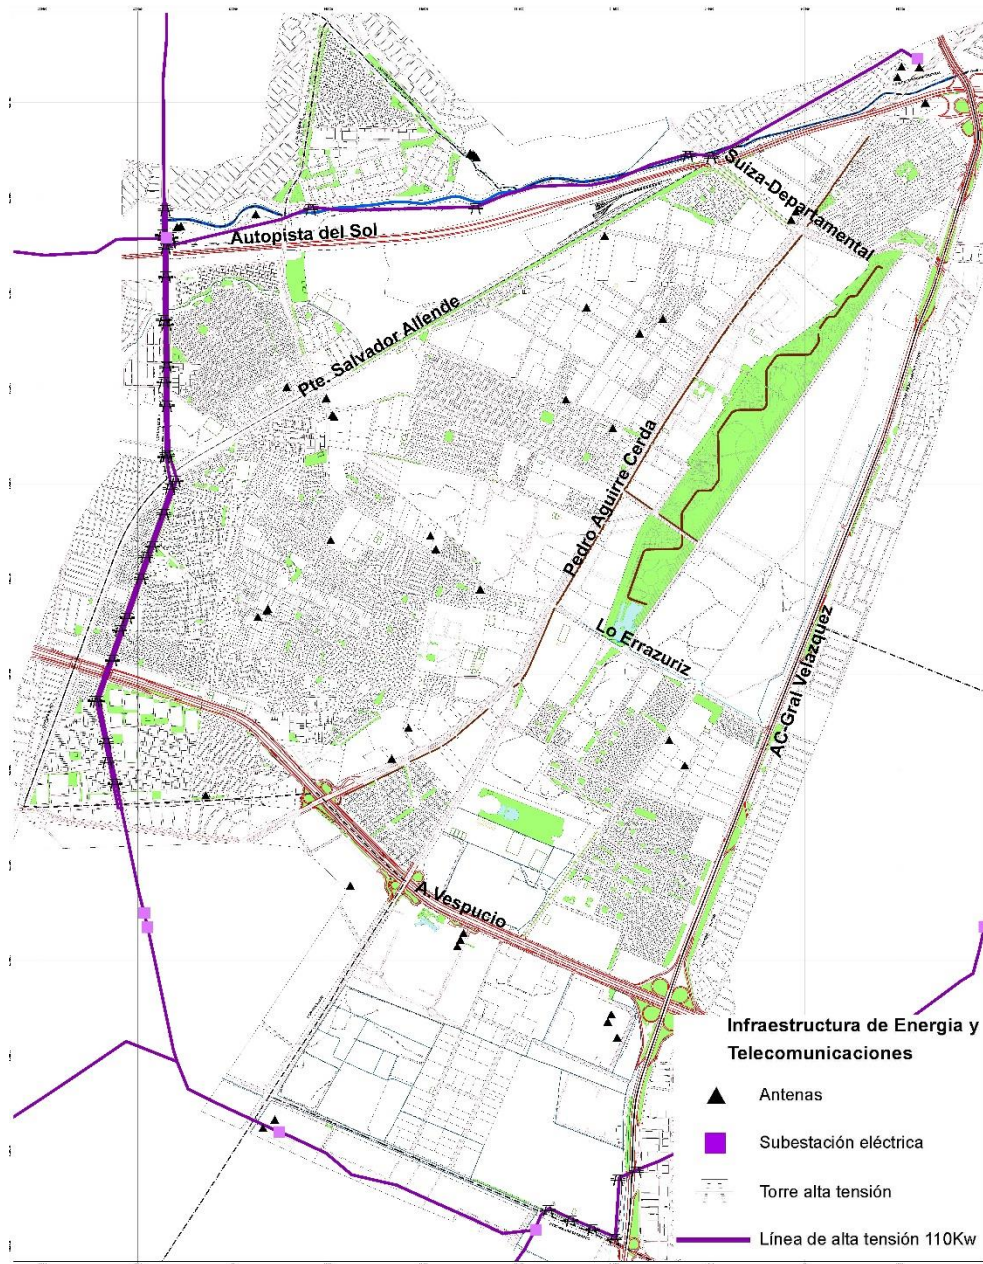 Suiza-Departamental
Autopista del Sol
Pte. Salvador Allende
Pedro Aguirre Cerda
Lo Errazuriz
AC-Gral Velazquez
A.Vespucio
Infraestructura de Energia y
Telecomunicaciones
Antenas
Subestación eléctrica
Torre alta tensión
Línea de alta tensión 110Kw